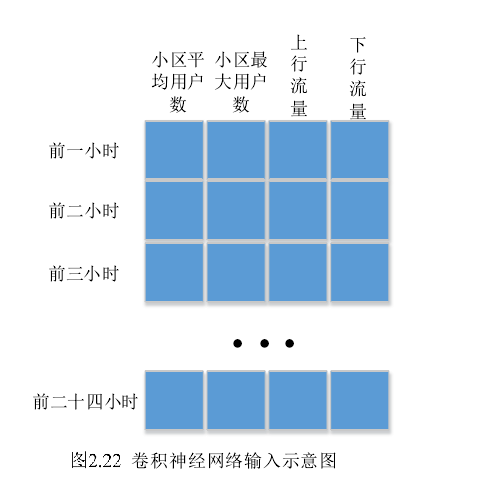 小区平均用户数
小区最大用户数
上行流量
下行流量
前一小时
前二小时
前三小时
前二十四小时
图2.22 卷积神经网络输入示意图